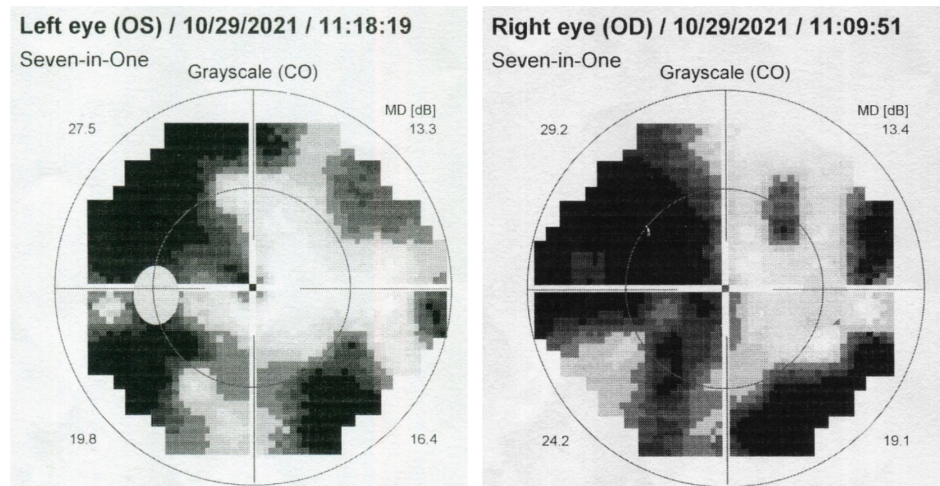 Left eye (OS) / 10/29/2021 / 11:18:19
Seven-in-One
Grayscale (CO)
MD [dB]
27.5
13.3
19.8
16.4
Right eye (OD) / 10/29/2021 / 11:09:51
Seven-in-One
Grayscale (CO)
MD [dB]
29.2
13.4
24.2
19.1